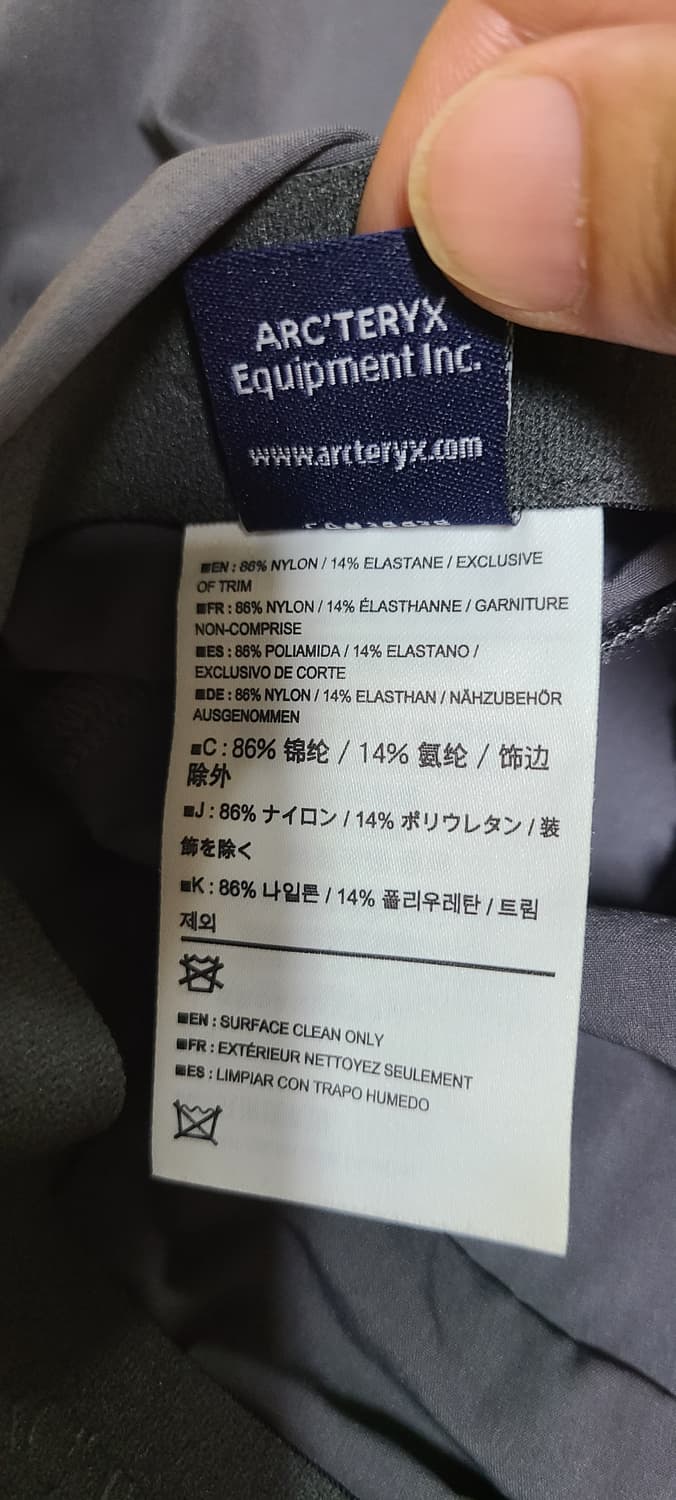 ARC'TERYX
Equipment Inc.
www.arcteryx.com
■EN : 86% NYLON / 14% ELASTANE / EXCLUSIVE
OF TRIM
■FR : 86% NYLON / 14% ÉLASTHANNE / GARNITURE
NON-COMPRISE
■ES : 86% POLIAMIDA / 14% ELASTANO /
EXCLUSIVO DE CORTE
■DE : 86% NYLON / 14% ELASTHAN / NÄHZUBEHÖR
AUSGENOMMEN
■C : 86% 锦纶 / 14% 氨纶 / 饰边
除外
■J : 86% ナイロン / 14% ポリウレタン / 装
飾を除く
■K : 86% 나일론 / 14% 폴리우레탄 / 트림
제외
■EN : SURFACE CLEAN ONLY
■FR : EXTÉRIEUR NETTOYEZ SEULEMENT
■ES : LIMPIAR CON TRAPO HUMEDO